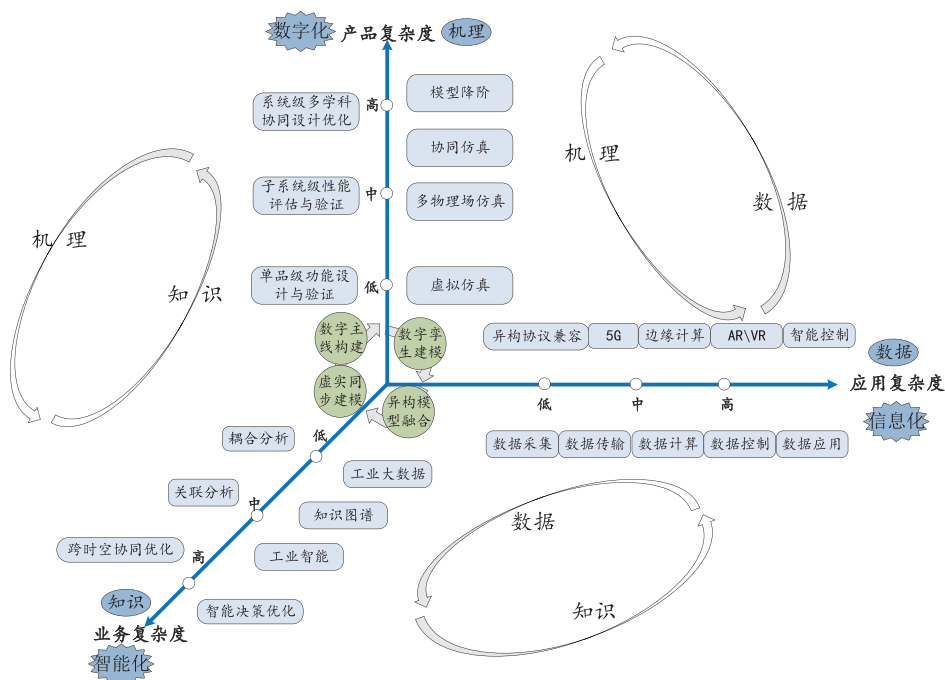 数字化
产品复杂度
机理
系统级多学科
协同设计优化
高
模型降阶
协同仿真
子系统级性能
评估与验证
中
多物理场仿真
单品级功能设
计与验证
低
虚拟仿真
机 理
知 识
机 理
数 据
数字主
线构建
数字孪
生建模
虚实同
步建模
异构模
型融合
异构协议兼容
5G
边缘计算
AR\VR
智能控制
数据
应用复杂度
信息化
低
中
高
数据采集
数据传输
数据计算
数据控制
数据应用
耦合分析
低
工业大数据
关联分析
中
知识图谱
跨时空协同优化
高
工业智能
智能决策优化
知识
业务复杂度
智能化
数据
知识